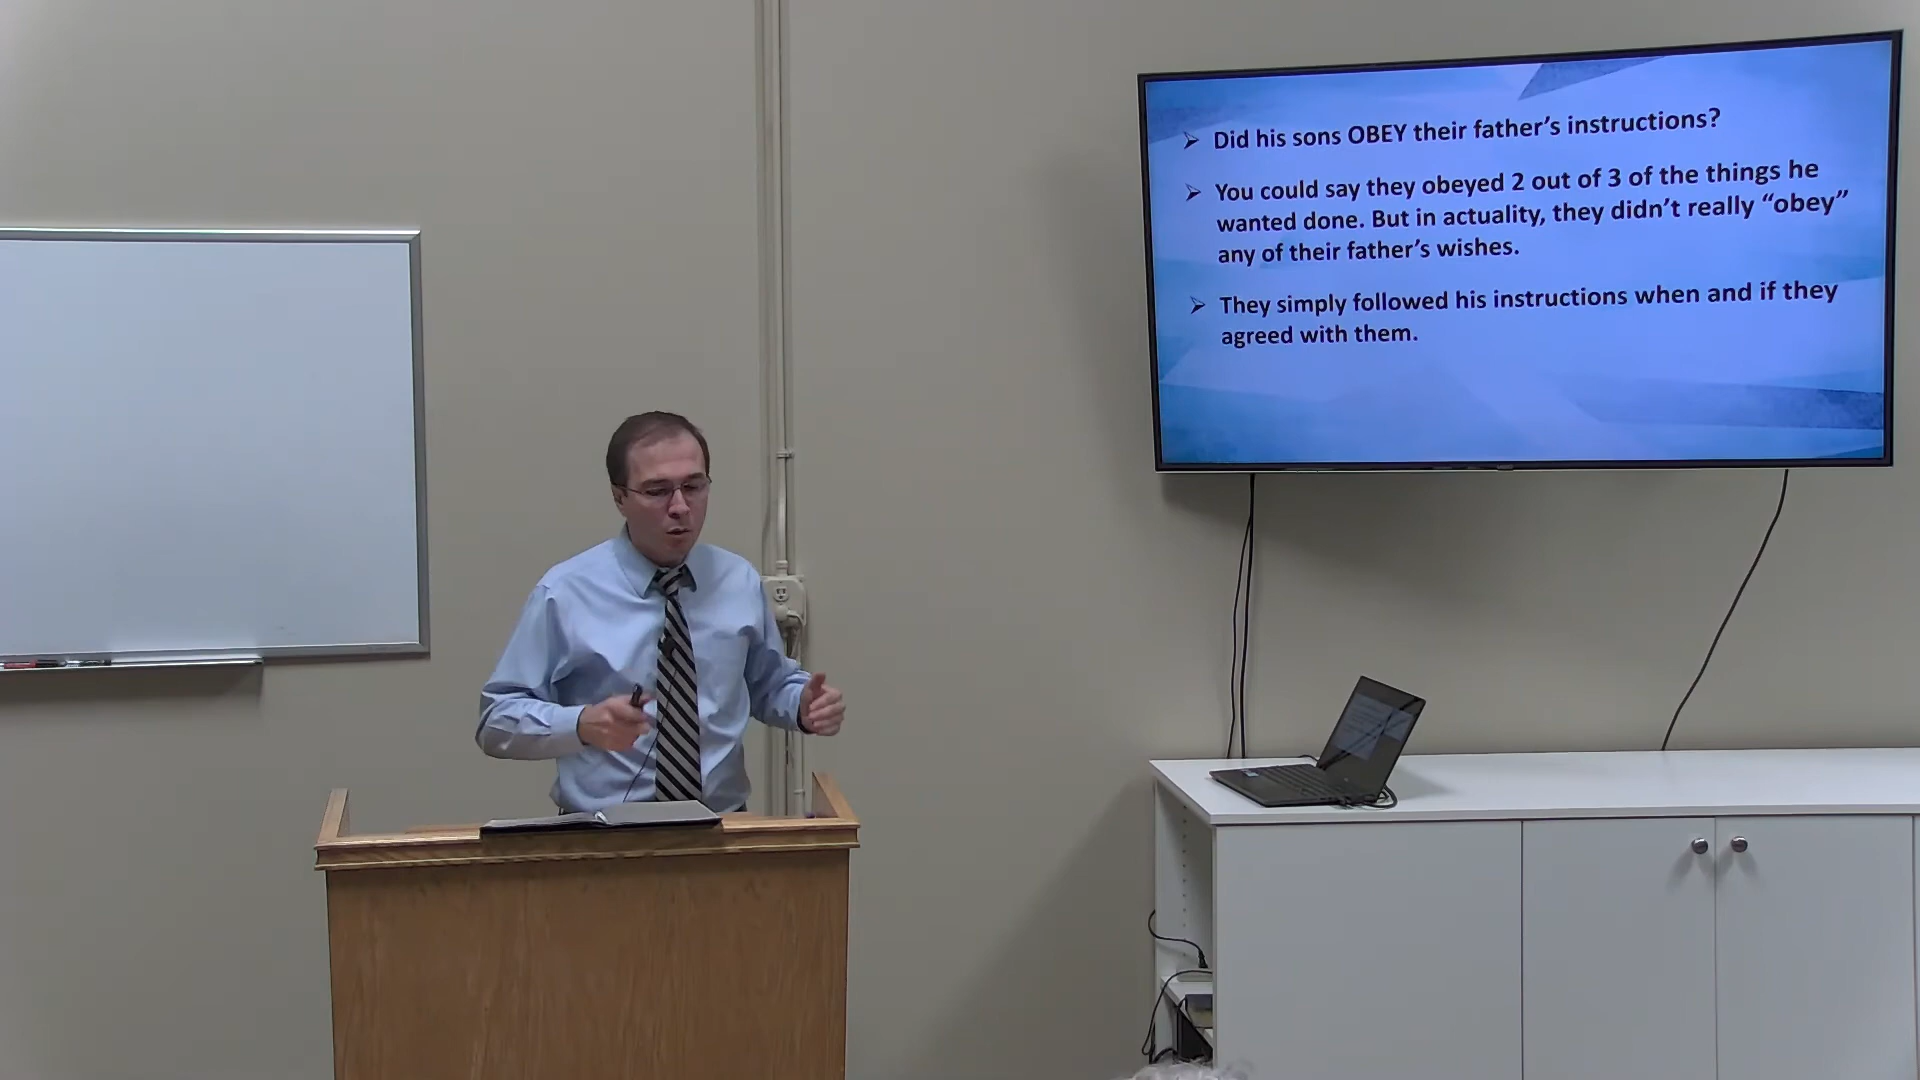 ➢ Did his sons OBEY their father’s instructions?
➢ You could say they obeyed 2 out of 3 of the things he
wanted done. But in actuality, they didn’t really “obey”
any of their father’s wishes.
➢ They simply followed his instructions when and if they
agreed with them.